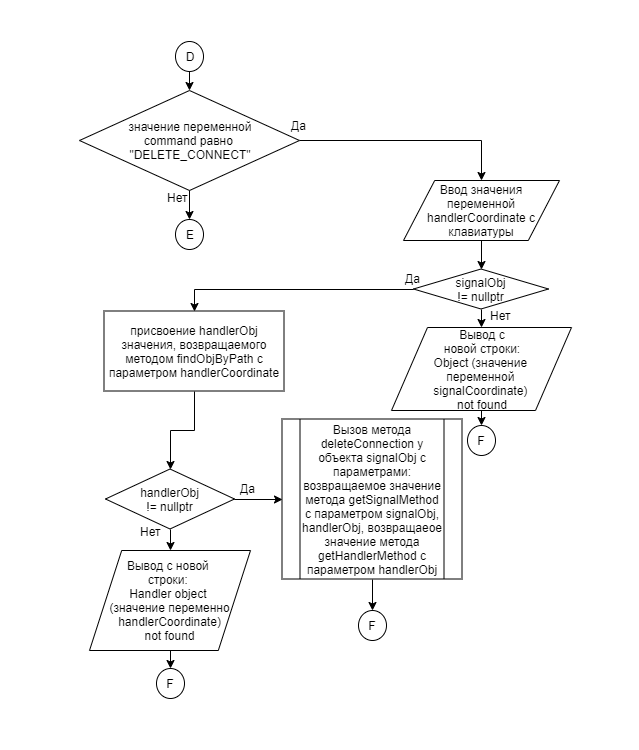 D
значение переменной
command равно
"DELETE_CONNECT"
Да
Нет
E
Ввод значения
переменной
handlerCoordinate с
клавиатуры
signalObj
!= nullptr
Да
Нет
Вывод с
новой строки:
Object (значение
переменной
signalCoordinate)
not found
F
присвоение handlerObj
значения, возвращаемого
методом findObjByPath с
параметром handlerCoordinate
handlerObj
!= nullptr
Да
Нет
Вызов метода
deleteConnection у
объекта signalObj с
параметрами:
возвращаемое значение
метода getSignalMethod
с параметром signalObj,
handlerObj, возвращаеое
значение метода
getHandlerMethod с
параметром handlerObj
F
Вывод с новой
строки:
Handler object
(значение переменно
handlerCoordinate)
not found
F